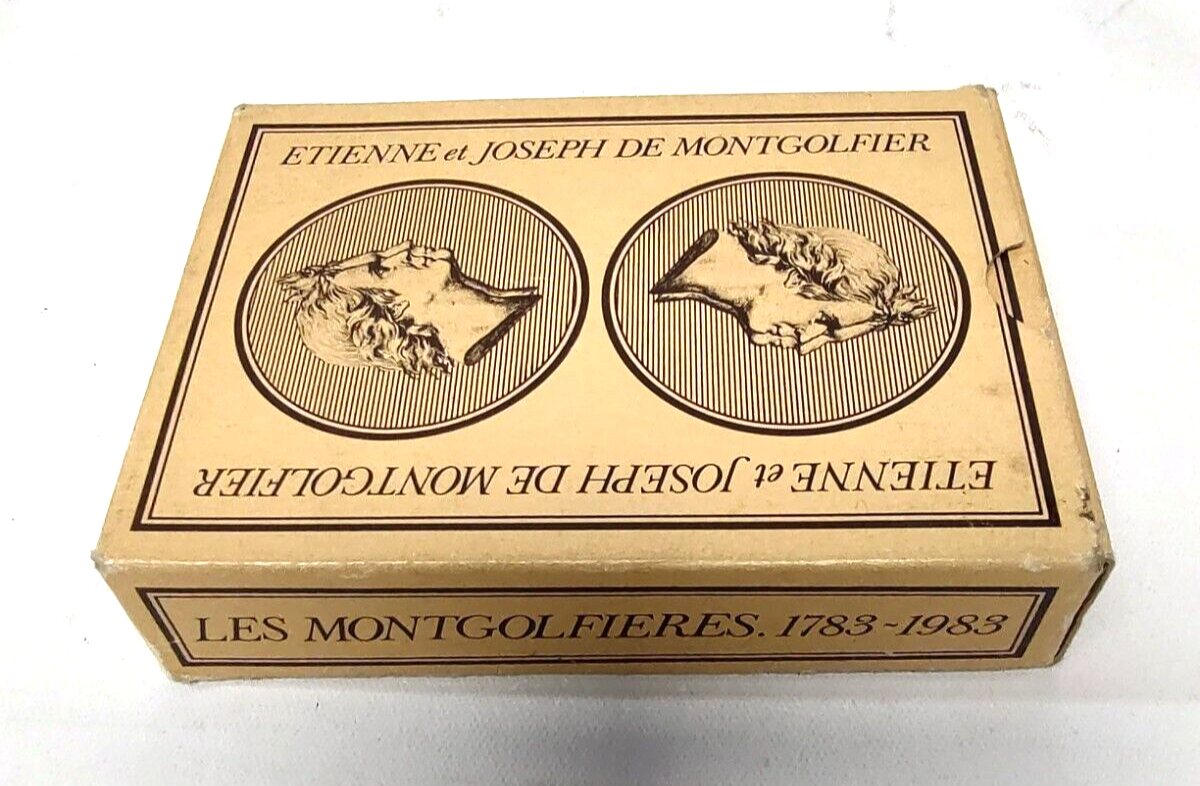 ETIENNE et JOSEPH DE MONTGOLFIER
ETIENNE et JOSEPH DE MONTGOLFIER
LES MONTGOLFIERES. 1783~1983